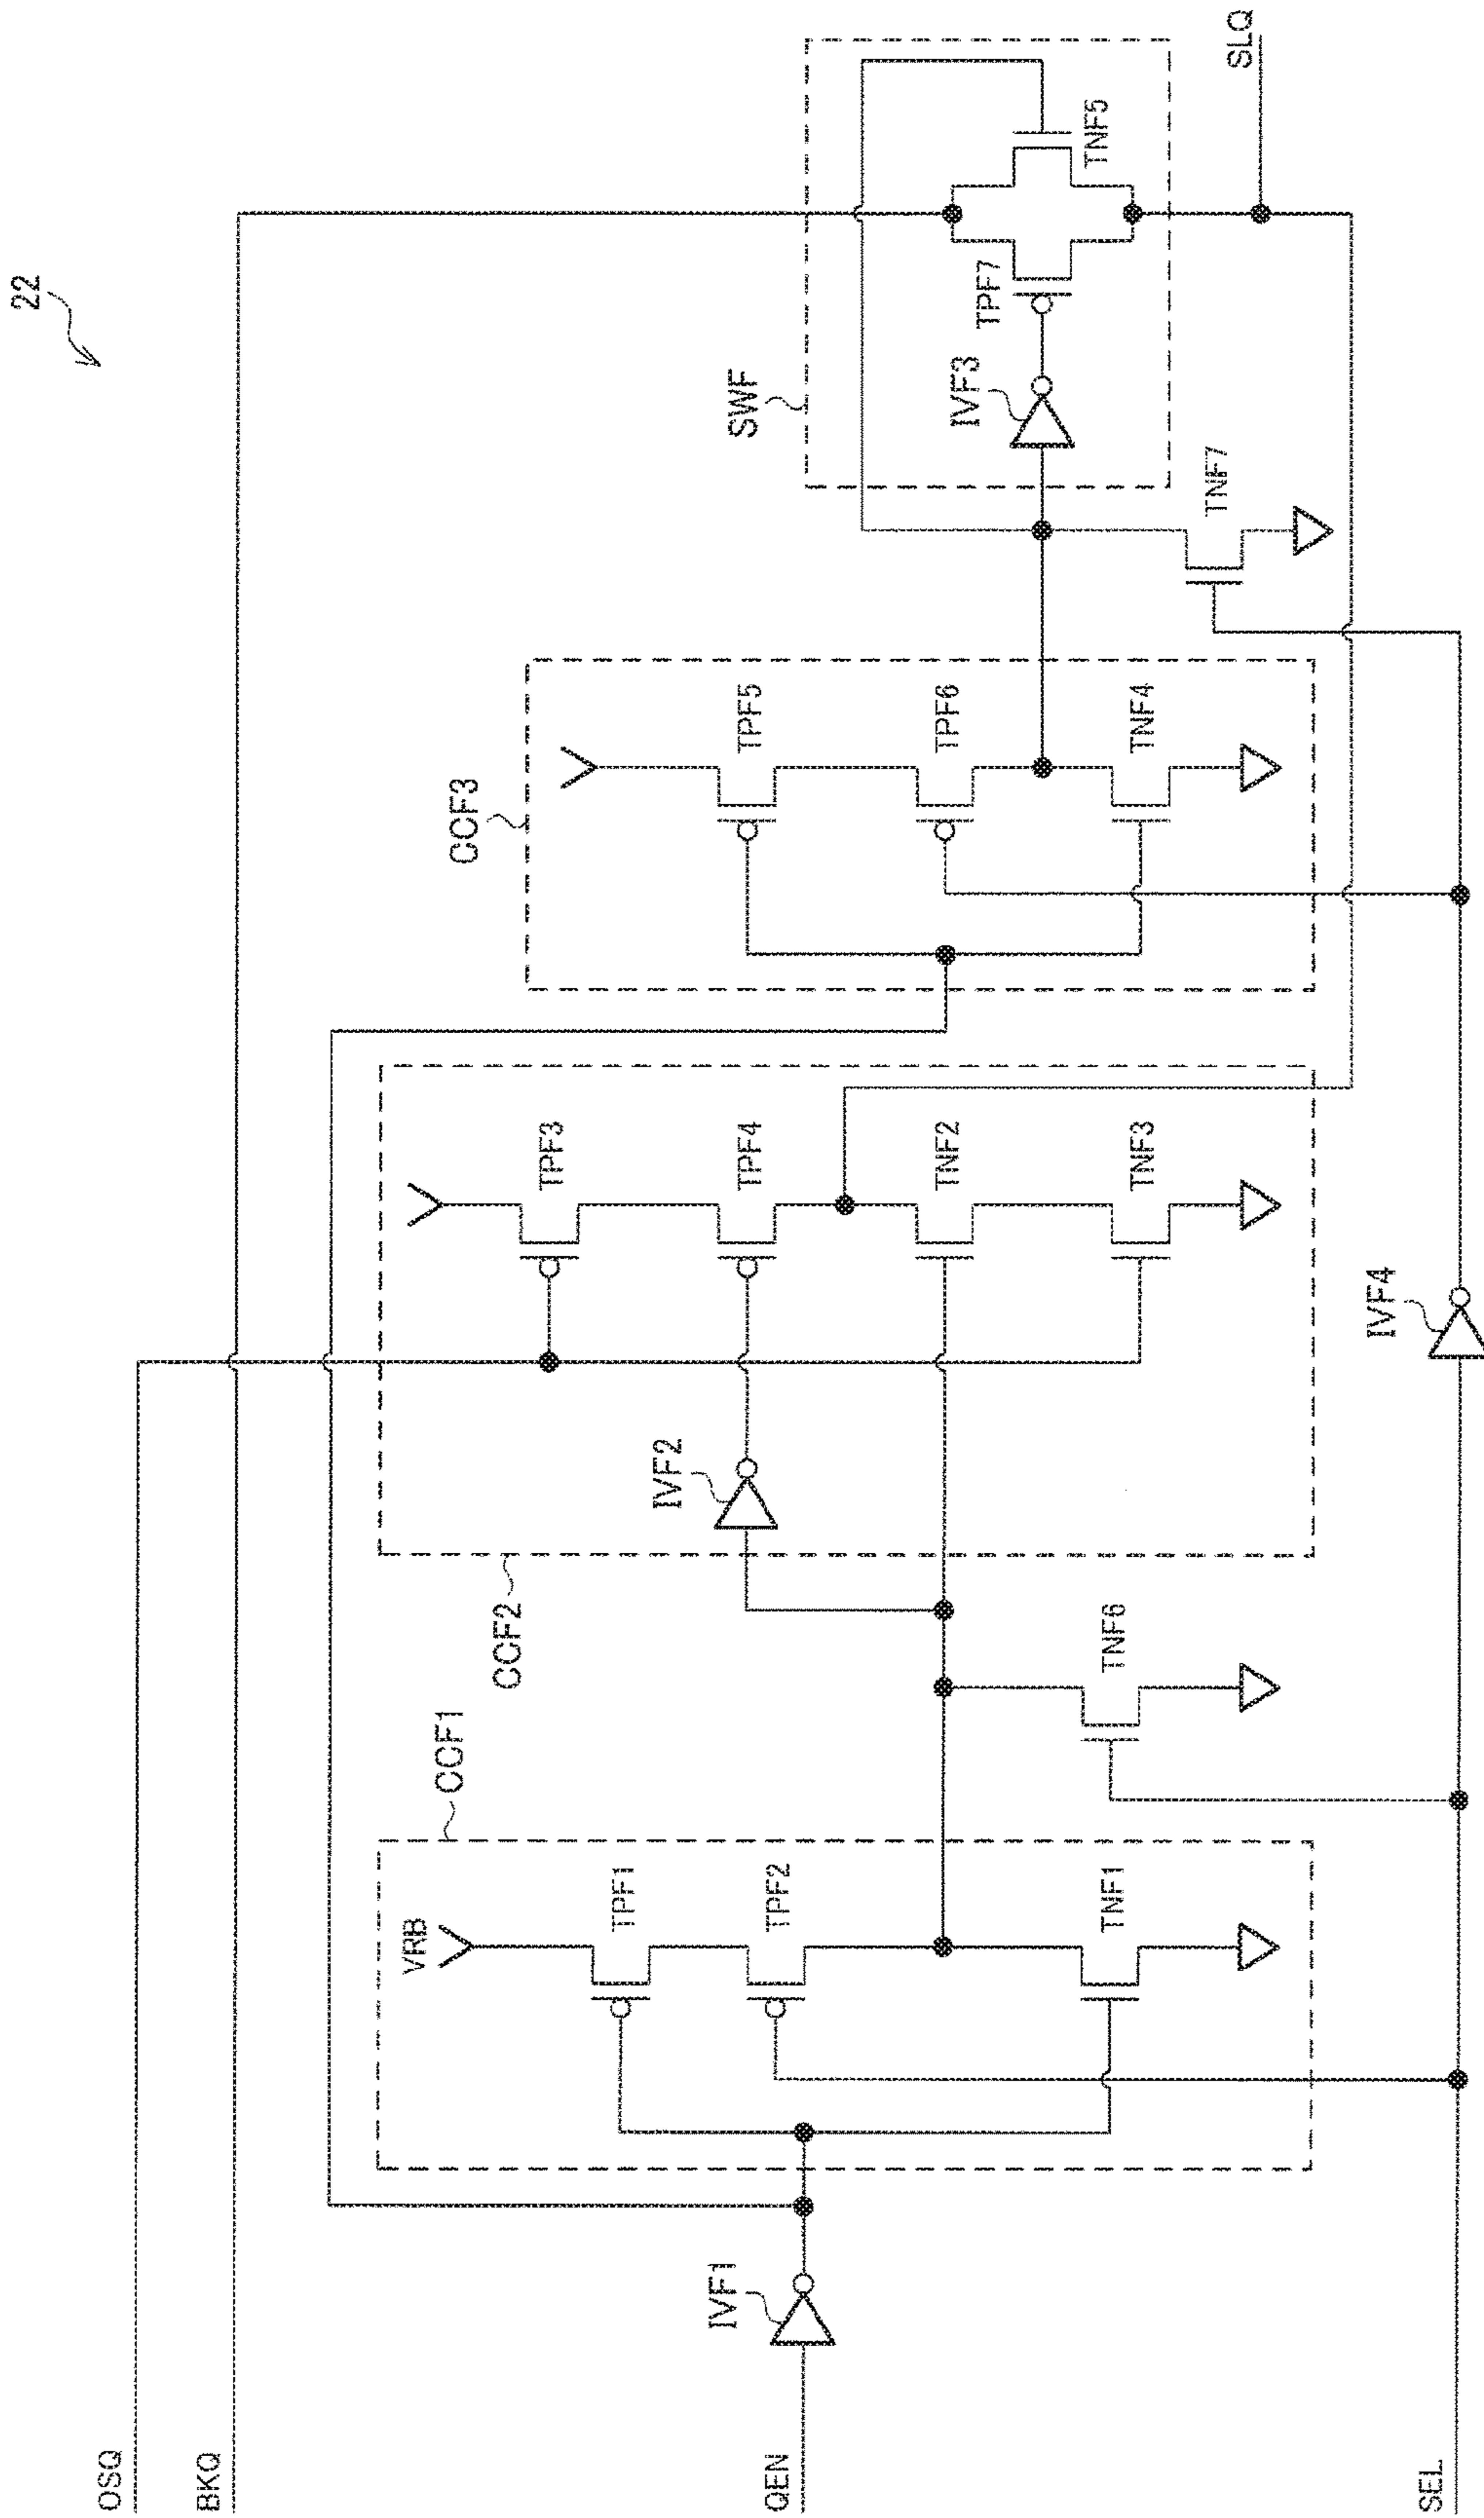 22
OSQ
BKQ
QEN
SEL
IVF1
CCF1
VRB
TPF1
TPF2
TNF1
TNF6
CCF2
IVF2
TPF3
TPF4
TNF2
TNF3
IVF4
CCF3
TPF5
TPF6
TNF4
TNF7
SWF
IVF3
TPF7
TNF5
SLQ